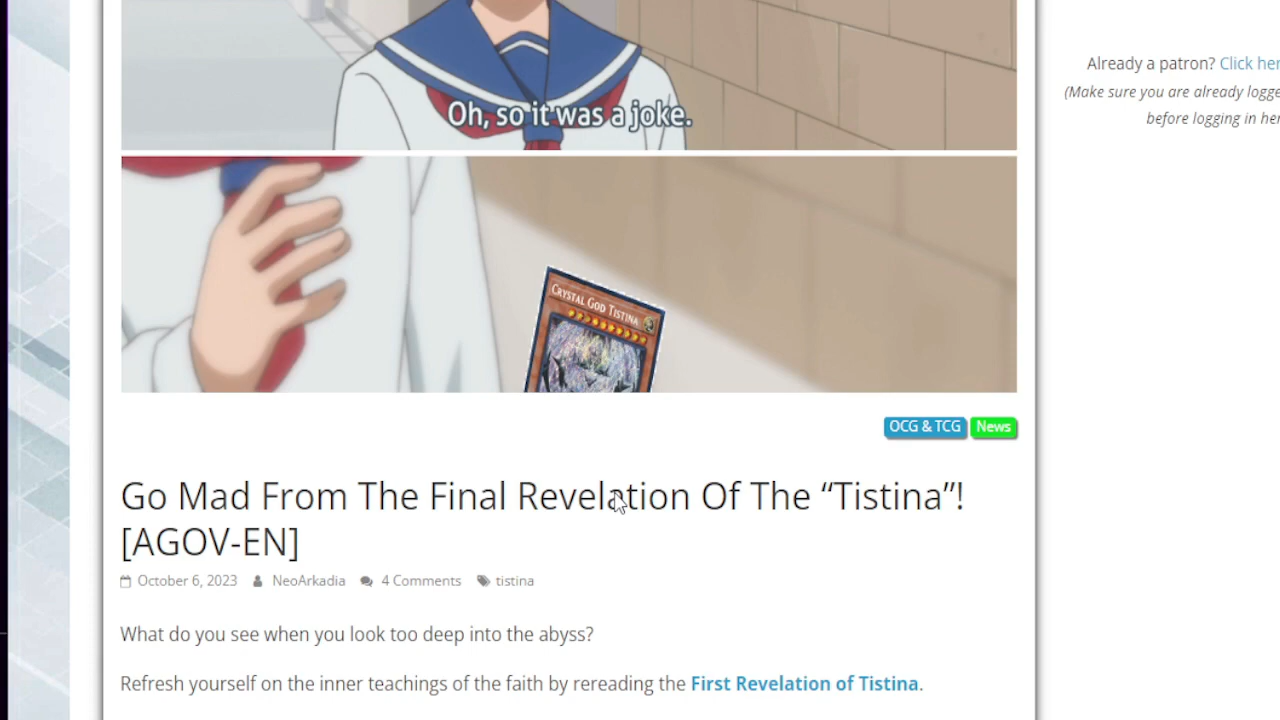 Already a patron? Click her
(Make sure you are already logge
before logging in her
Oh, so it was a joke.
CRYSTAL GOD TISTINA
OCG & TCG News
Go Mad From The Final Revelation Of The “Tistina”!
[AGOV-EN]
October 6, 2023 NeoArkadia 4 Comments tistina
What do you see when you look too deep into the abyss?
Refresh yourself on the inner teachings of the faith by rereading the First Revelation of Tistina.